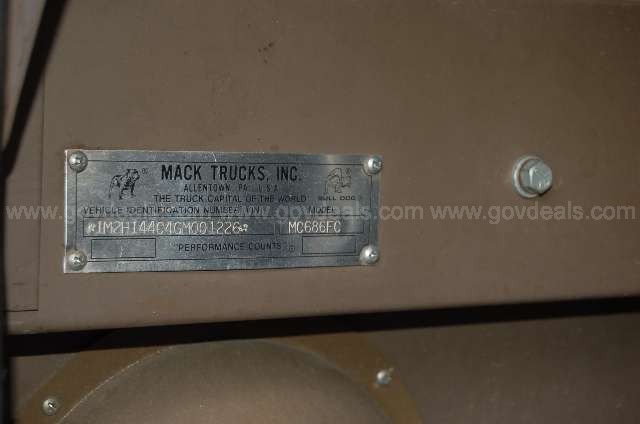 MACK TRUCKS, INC.
ALLENTOWN, PA., U.S.A.
THE TRUCK CAPITAL OF THE WORLD
BULL DOG
VEHICLE IDENTIFICATION NUMBER (VIN) MODEL
1M2H144C4GM001226 MC686FC
"PERFORMANCE COUNTS"
www.govdeals.com www.govdeals.com www.govdeals.com